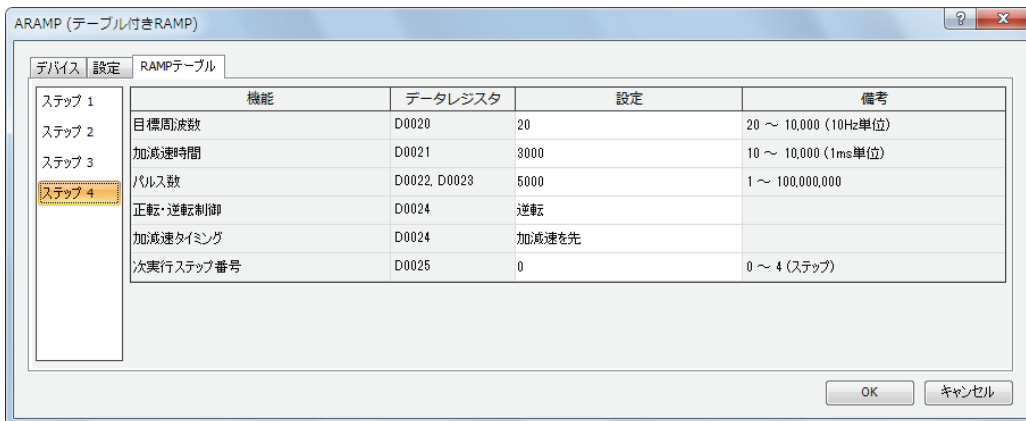 ARAMP (テーブル付きRAMP)
デバイス 設定 RAMPテーブル
ステップ 1
ステップ 2
ステップ 3
ステップ 4
機能 データレジスタ 設定 備考
目標周波数 D0020 20 20 ～ 10,000 (10Hz単位)
加減速時間 D0021 3000 10 ～ 10,000 (1ms単位)
パルス数 D0022, D0023 5000 1 ～ 100,000,000
正転・逆転制御 D0024 逆転
加減速タイミング D0024 加減速を先
次実行ステップ番号 D0025 0 0 ～ 4 (ステップ)
OK キャンセル